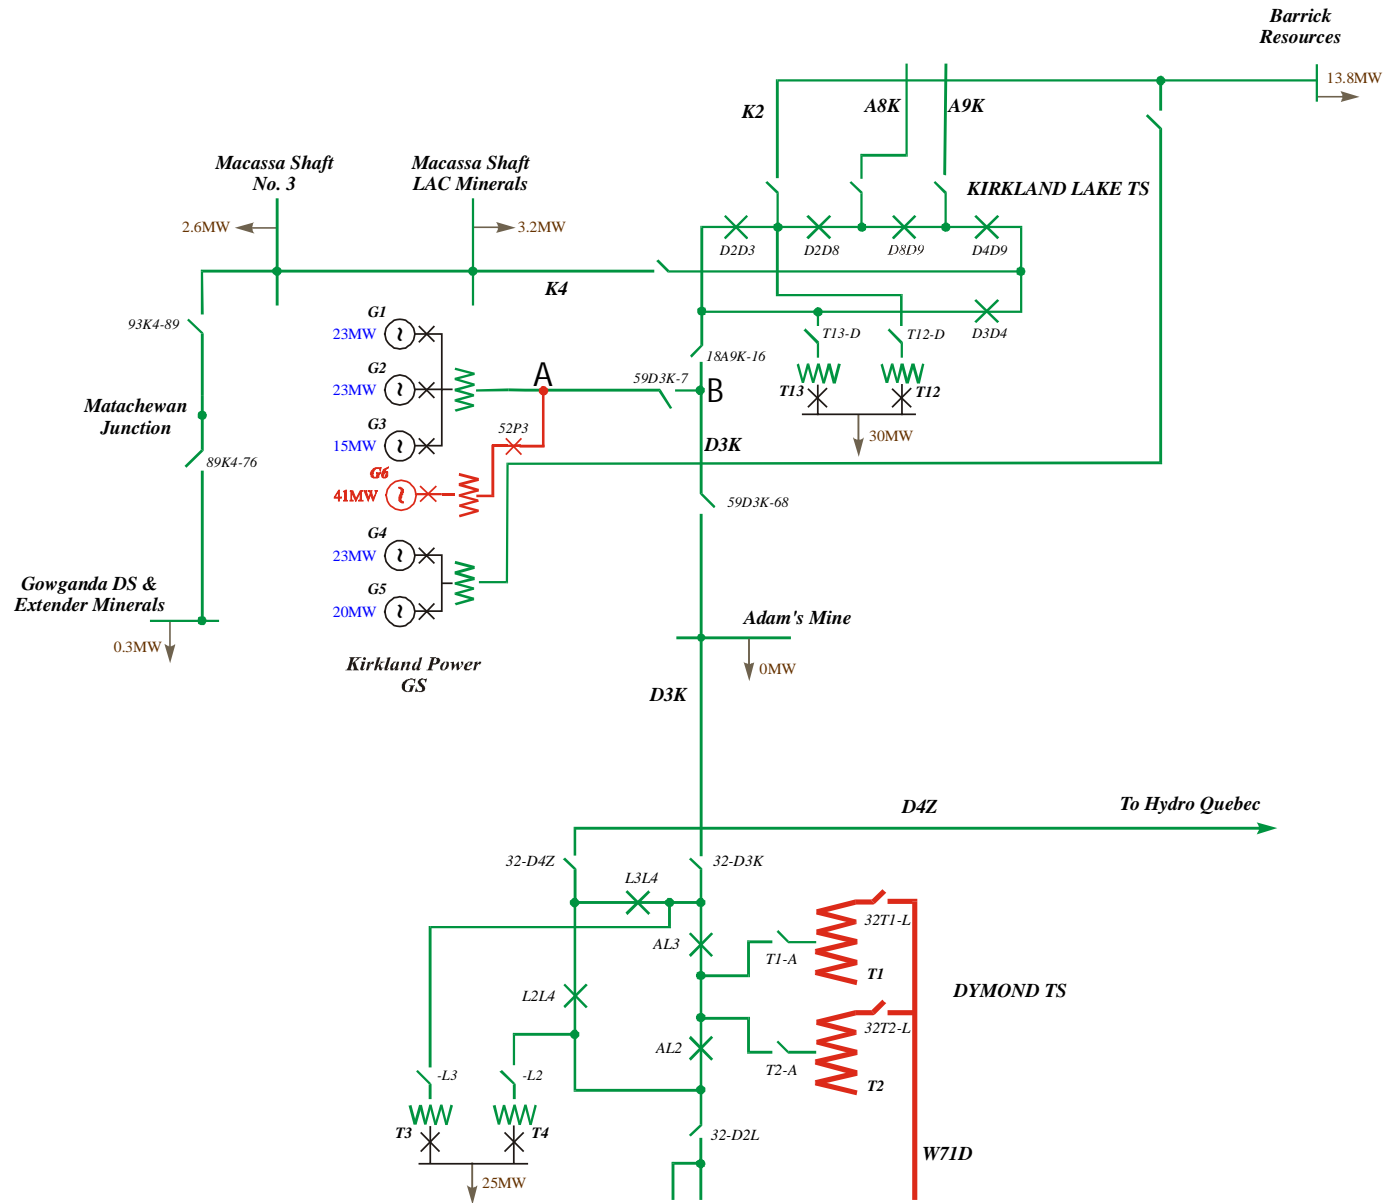 Barrick
Resources
13.8MW
K2
A8K
A9K
Macassa Shaft
No. 3
Macassa Shaft
LAC Minerals
KIRKLAND LAKE TS
2.6MW
3.2MW
D2D3
D2D8
D8D9
D4D9
K4
93K4-89
G1
23MW
D3D4
T13-D
T12-D
18A9K-16
G2
23MW
A
59D3K-7
B
T13
T12
Matachewan
Junction
G3
15MW
52P3
D3K
30MW
89K4-76
G6
41MW
59D3K-68
G4
23MW
Gowganda DS &
Extender Minerals
G5
20MW
Adam's Mine
0.3MW
Kirkland Power
GS
0MW
D3K
D4Z
To Hydro Quebec
32-D4Z
32-D3K
L3L4
32T1-L
AL3
T1-A
T1
L2L4
DYMOND TS
32T2-L
AL2
T2-A
T2
-L3
-L2
T3
T4
32-D2L
W71D
25MW